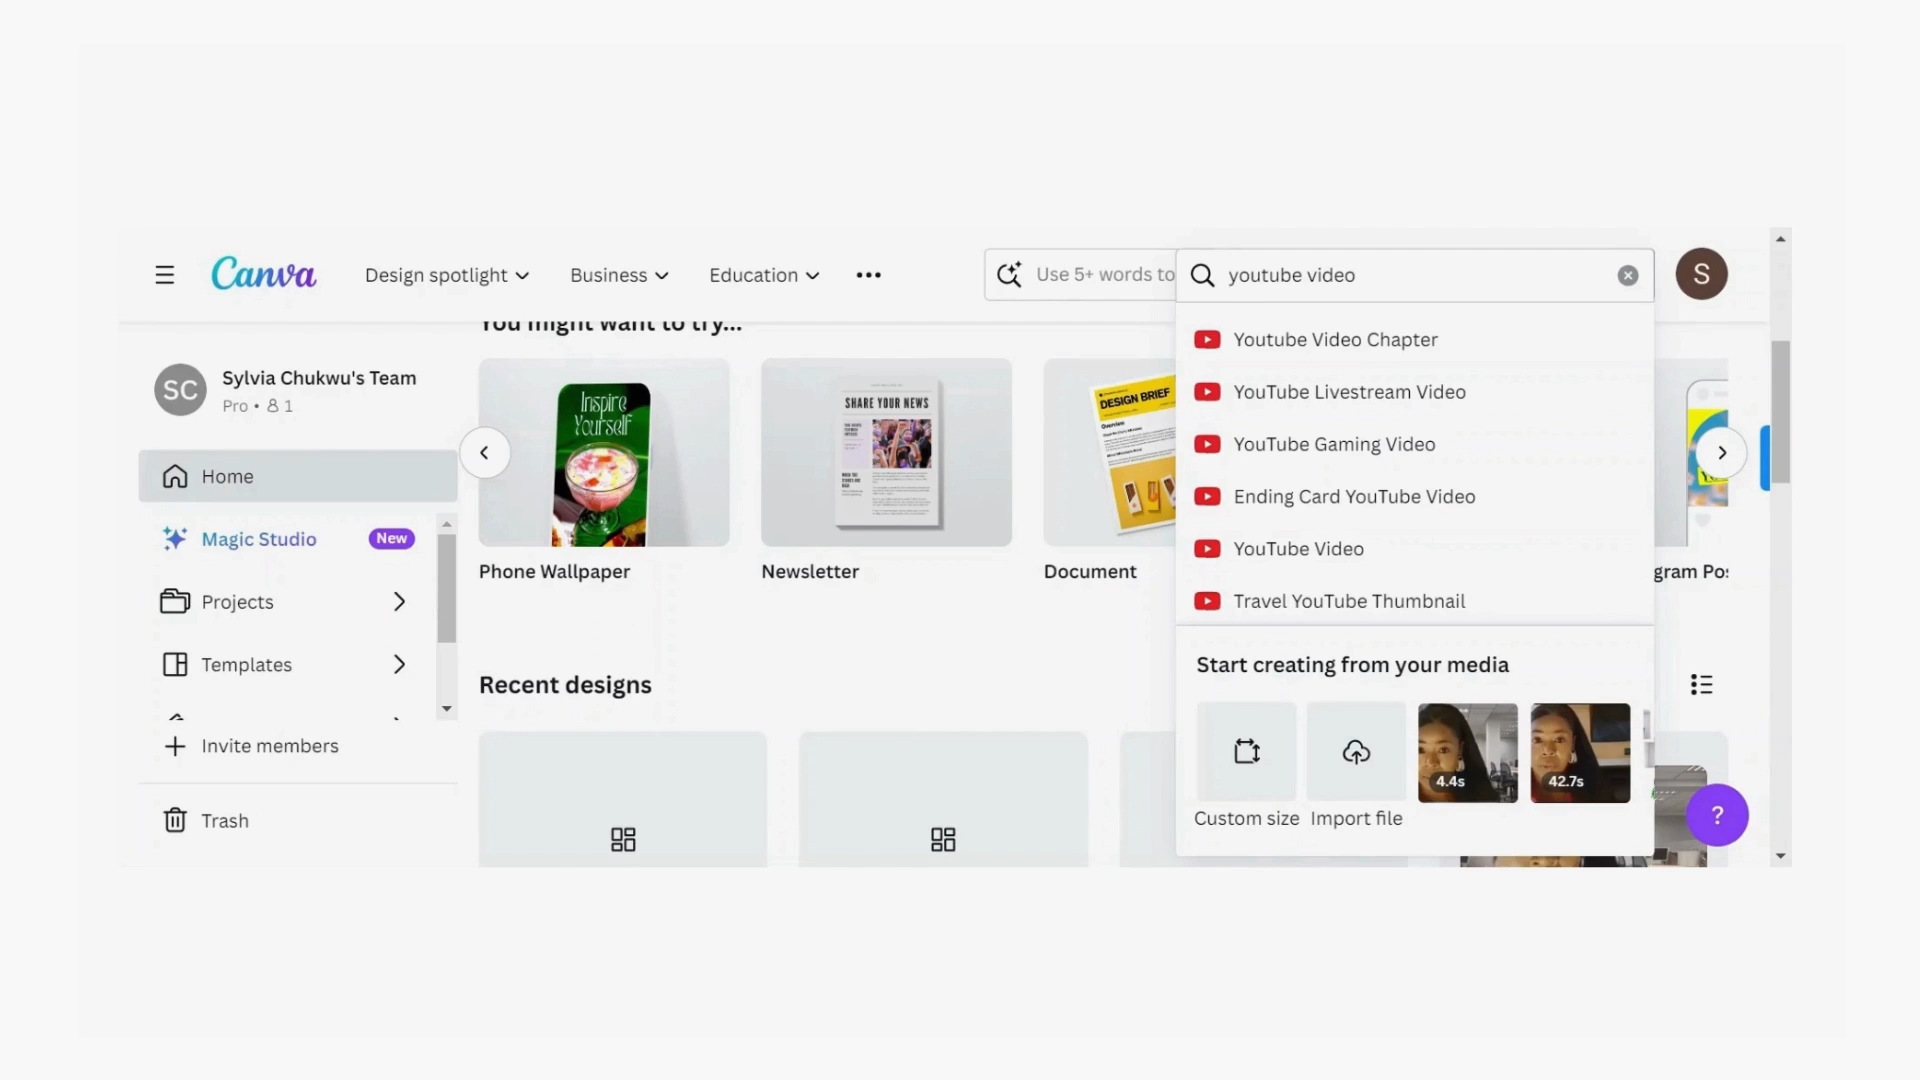 Canva
Design spotlight
Business
Education
Use 5+ words to
youtube video
S
You might want to try...
SC
Sylvia Chukwu's Team
Pro • 1
Home
Magic Studio
New
Projects
Templates
Invite members
Trash
Inspire
Yourself
Phone Wallpaper
SHARE YOUR NEWS
Newsletter
DESIGN BRIEF
Overview
Document
gram Pos
Youtube Video Chapter
YouTube Livestream Video
YouTube Gaming Video
Ending Card YouTube Video
YouTube Video
Travel YouTube Thumbnail
Start creating from your media
4.4s
42.7s
Custom size
Import file
Recent designs
?